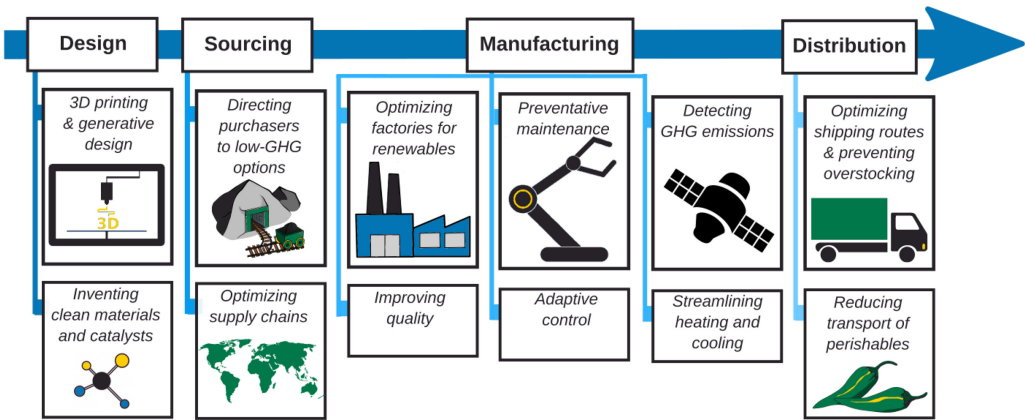 Design
Sourcing
Manufacturing
Distribution
3D printing
& generative
design
3D
Directing
purchasers
to low-GHG
options
Optimizing
factories for
renewables
Preventative
maintenance
Detecting
GHG emissions
Optimizing
shipping routes
& preventing
overstocking
Inventing
clean materials
and catalysts
Optimizing
supply chains
Improving
quality
Adaptive
control
Streamlining
heating and
cooling
Reducing
transport of
perishables